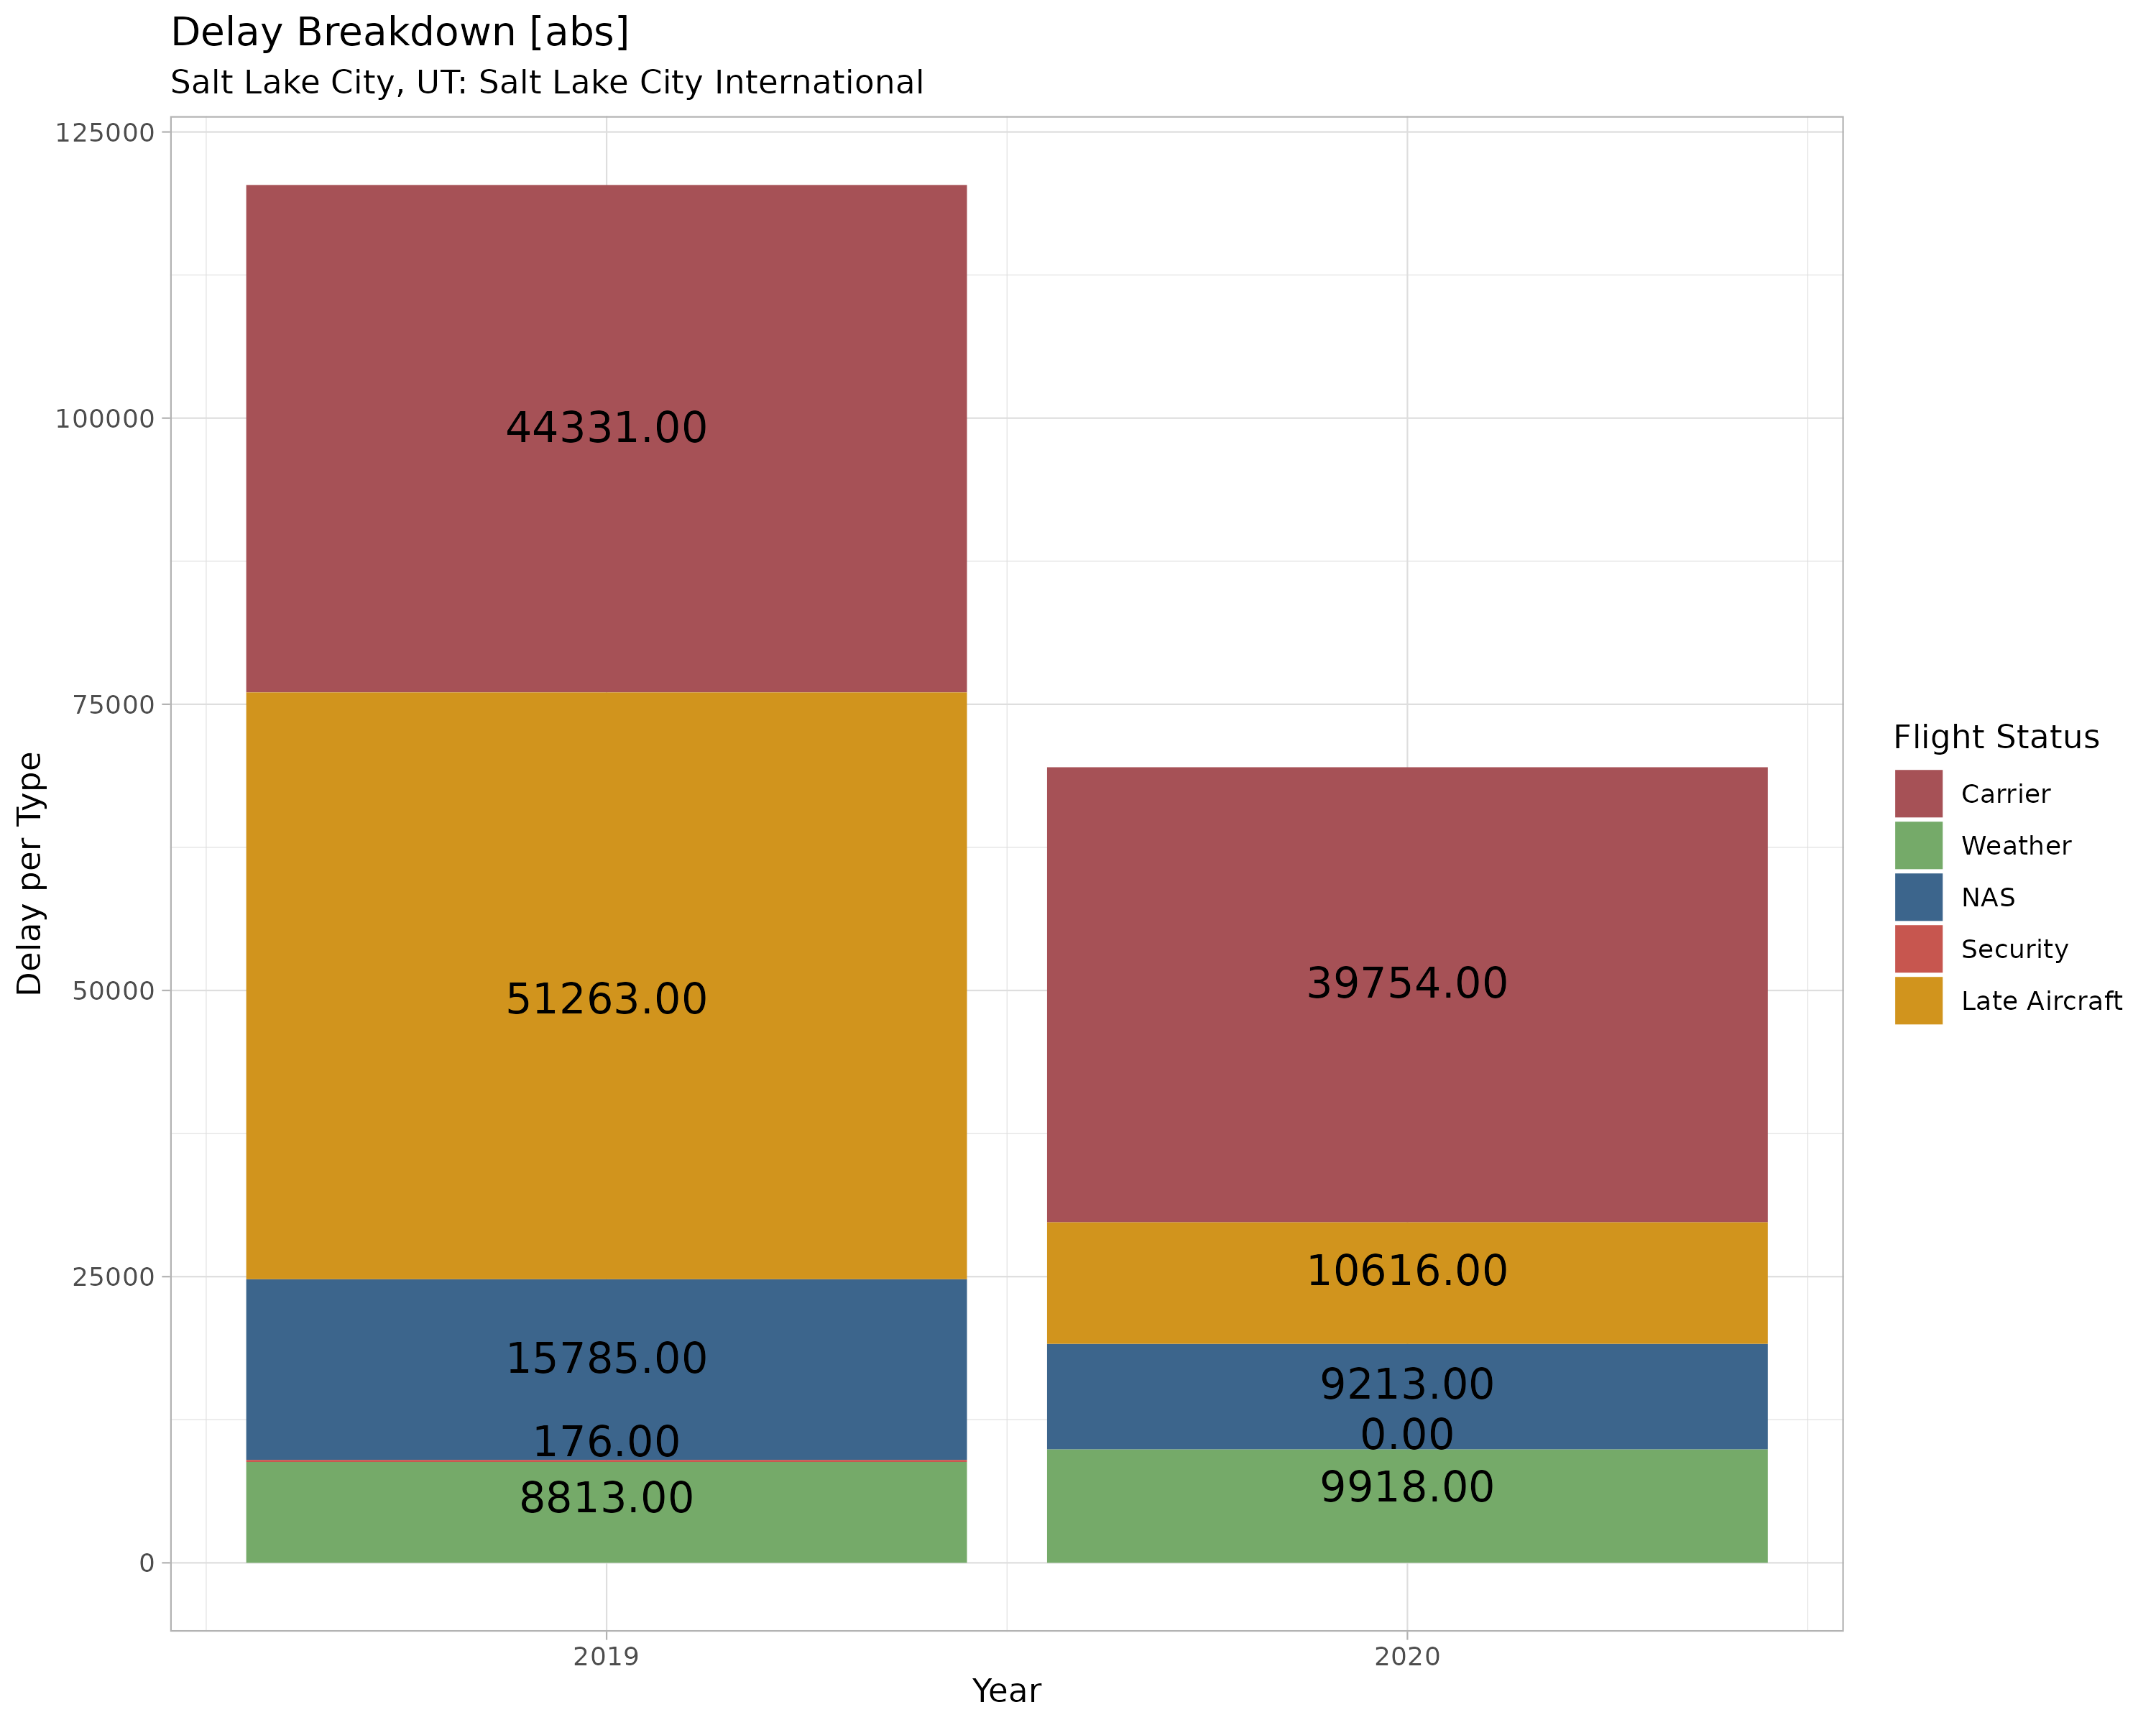 Delay Breakdown [abs]
Salt Lake City, UT: Salt Lake City International
Delay per Type
125000
100000
75000
50000
25000
0
44331.00
51263.00
15785.00
176.00
8813.00
39754.00
10616.00
9213.00
0.00
9918.00
2019
2020
Year
Flight Status
Carrier
Weather
NAS
Security
Late Aircraft